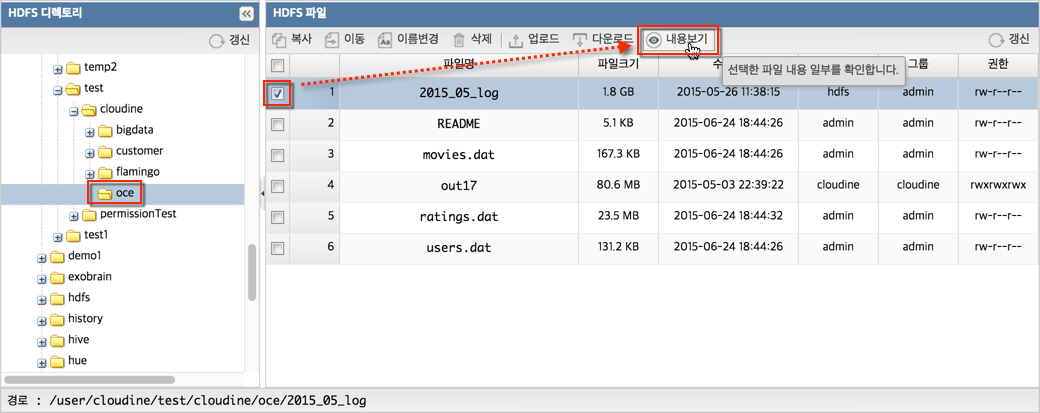 HDFS 디렉토리
갱신
temp2
test
cloudine
bigdata
customer
flamingo
oce
permissionTest
test1
demo1
exobrain
hdfs
history
hive
hue
HDFS 파일
복사 이동 이름변경 삭제 업로드 다운로드 내용보기 갱신
파일명 파일크기 수 그룹 권한
선택한 파일 내용 일부를 확인합니다.
1 2015_05_log 1.8 GB 2015-05-26 11:38:15 hdfs admin rw-r--r--
2 README 5.1 KB 2015-06-24 18:44:26 admin admin rw-r--r--
3 movies.dat 167.3 KB 2015-06-24 18:44:26 admin admin rw-r--r--
4 out17 80.6 MB 2015-05-03 22:39:22 cloudine cloudine rwxrwxrwx
5 ratings.dat 23.5 MB 2015-06-24 18:44:32 admin admin rw-r--r--
6 users.dat 131.2 KB 2015-06-24 18:44:26 admin admin rw-r--r--
경로 : /user/cloudine/test/cloudine/oce/2015_05_log